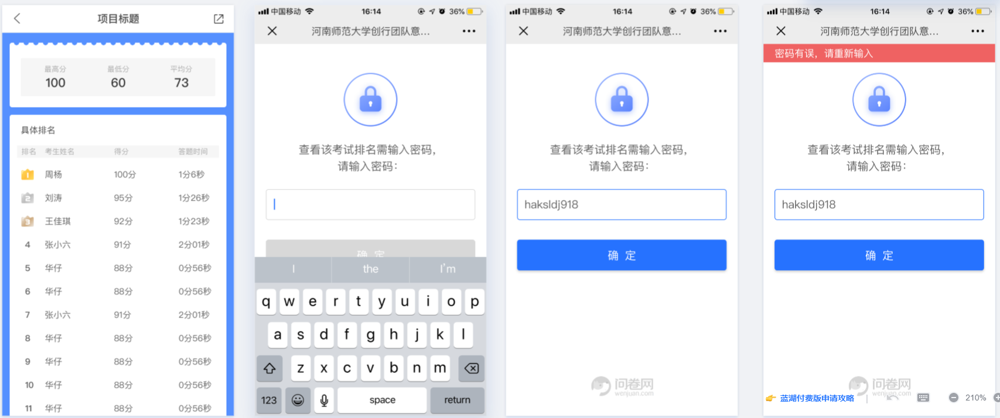 项目标题
最高分 最低分 平均分
100 60 73
具体排名
排名 考生姓名 得分 答题时间
1 周杨 100分 1分6秒
2 刘涛 95分 1分26秒
3 王佳琪 92分 1分23秒
4 张小六 91分 2分01秒
5 华仔 88分 0分56秒
6 华仔 88分 0分56秒
7 张小六 91分 2分01秒
8 华仔 88分 0分56秒
9 华仔 88分 0分56秒
10 华仔 88分 0分56秒
11 华仔 88分 0分56秒
中国移动 16:14 36%
河南师范大学创行团队意...
查看该考试排名需输入密码，
请输入密码：
确 定
I the I'm
q w e r t y u i o p
a s d f g h j k l
z x c v b n m
123 space return
中国移动 16:14 36%
河南师范大学创行团队意...
查看该考试排名需输入密码，
请输入密码：
haksldj918
确 定
问卷网
wenjuan.com
中国移动 16:14 36%
河南师范大学创行团队意...
密码有误，请重新输入
查看该考试排名需输入密码，
请输入密码：
haksldj918
确 定
问卷网
wenjuan.com
蓝湖付费版申请攻略 210%